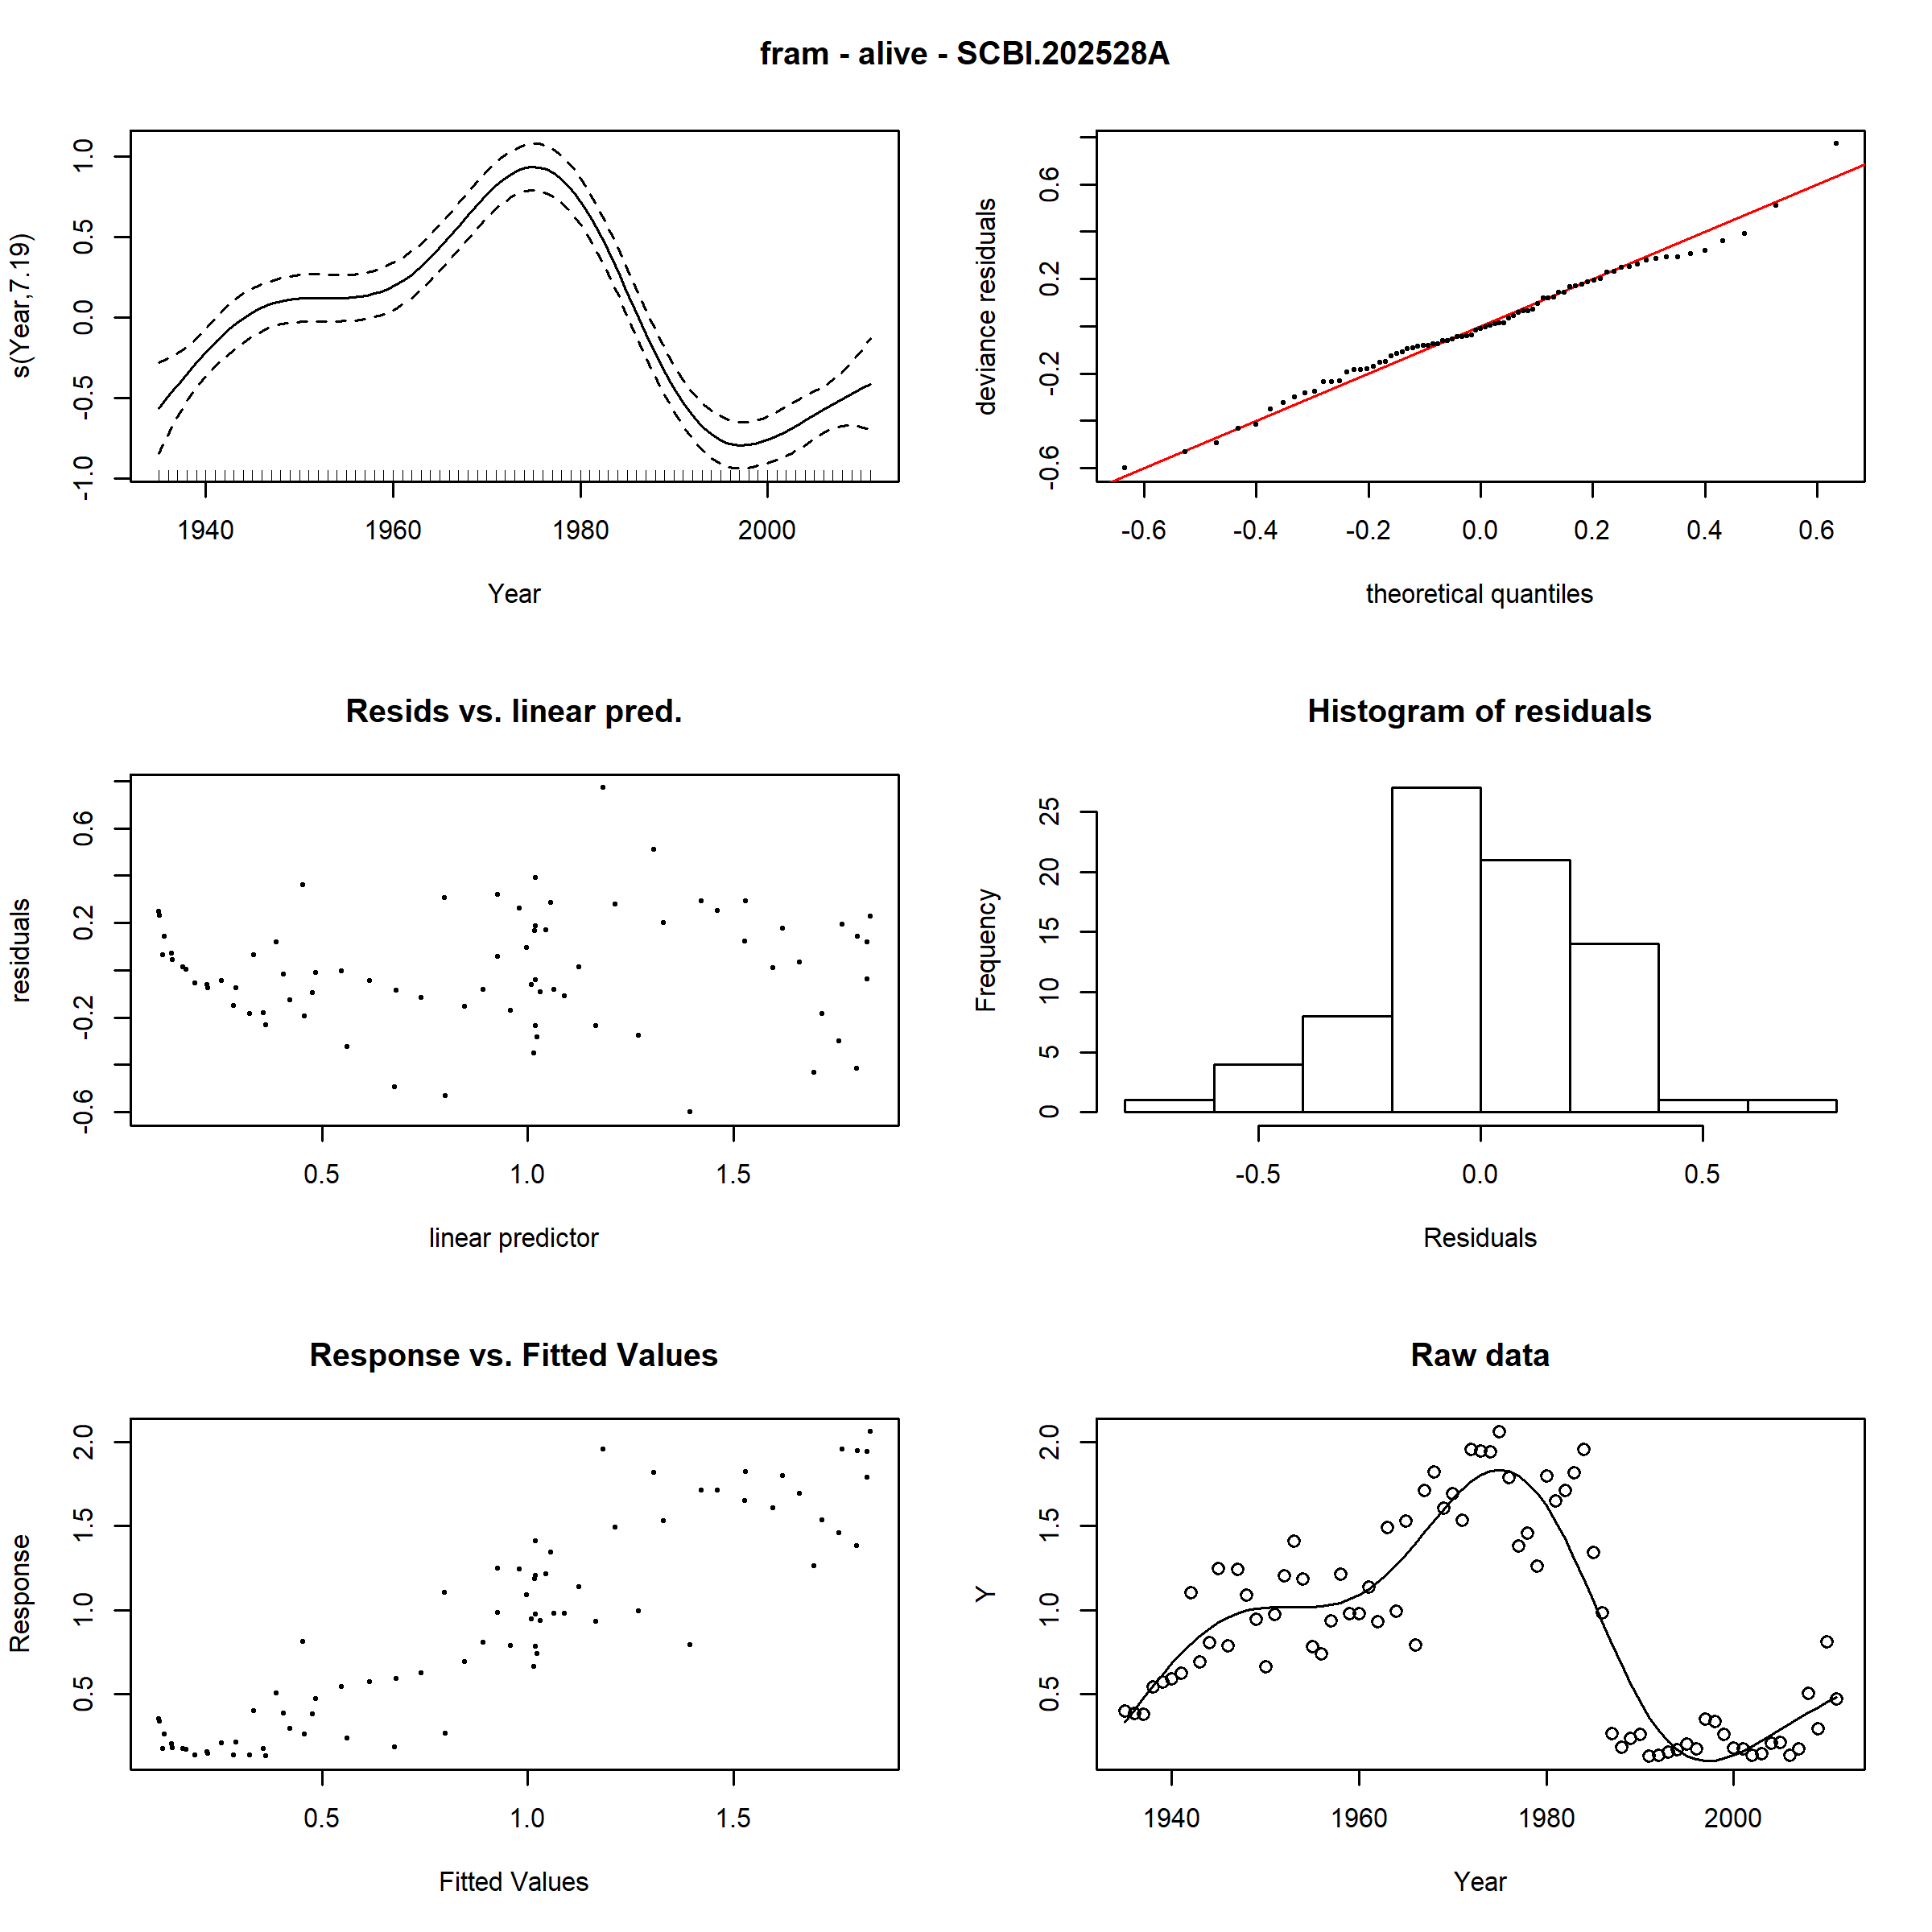 fram - alive - SCBI.202528A
s(Year,7.19)
-1.0 -0.5 0.0 0.5 1.0
1940 1960 1980 2000
Year
deviance residuals
-0.6 -0.2 0.2 0.6
-0.6 -0.4 -0.2 0.0 0.2 0.4 0.6
theoretical quantiles
Resids vs. linear pred.
residuals
-0.6 -0.2 0.2 0.6
0.5 1.0 1.5
linear predictor
Histogram of residuals
Frequency
0 5 10 15 20 25
-0.5 0.0 0.5
Residuals
Response vs. Fitted Values
Response
0.5 1.0 1.5 2.0
0.5 1.0 1.5
Fitted Values
Raw data
Y
0.5 1.0 1.5 2.0
1940 1960 1980 2000
Year